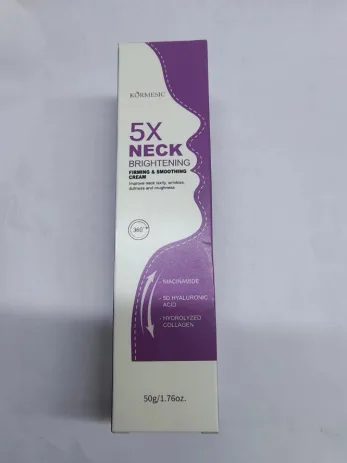 KORMESIC
5X
NECK
BRIGHTENING
FIRMING & SMOOTHING
CREAM
Improve neck clarity, wrinkles,
dullness and roughness.
360°
- NIACINAMIDE
- 5D HYALURONIC
ACID
- HYDROLYZED
COLLAGEN
50g/1.76oz.